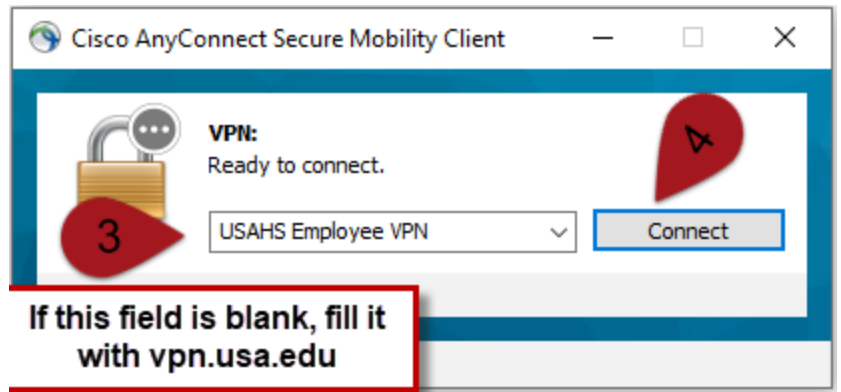 Cisco AnyConnect Secure Mobility Client
VPN:
Ready to connect.
4
3
USAHS Employee VPN
Connect
If this field is blank, fill it
with vpn.usa.edu